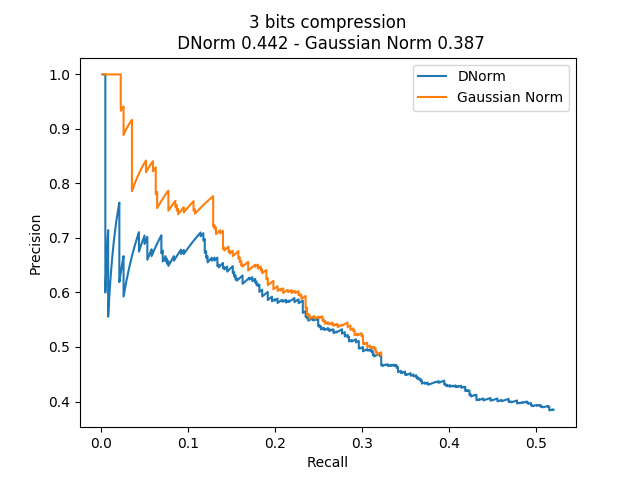 3 bits compression
DNorm 0.442 - Gaussian Norm 0.387
DNorm
Gaussian Norm
Precision
1.0
0.9
0.8
0.7
0.6
0.5
0.4
0.0 0.1 0.2 0.3 0.4 0.5
Recall